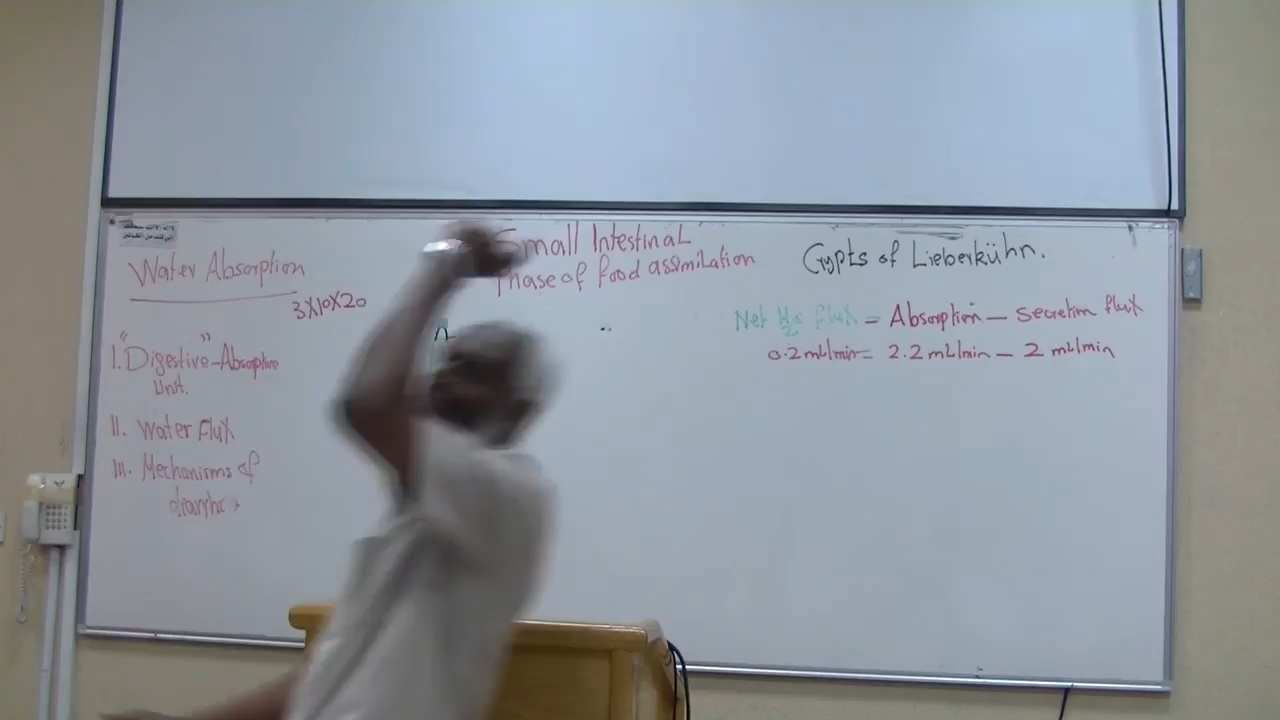 Water Absorption
3X10X20
I. "Digestive"-Absorptive
Unit.
II. Water Flux
III. Mechanisms of
Small Intestinal
Phase of food assimilation
Crypts of Lieberkühn.
Net H2O flux = Absorption - Secretion flux
0.2 mL/min = 2.2 mL/min - 2 mL/min